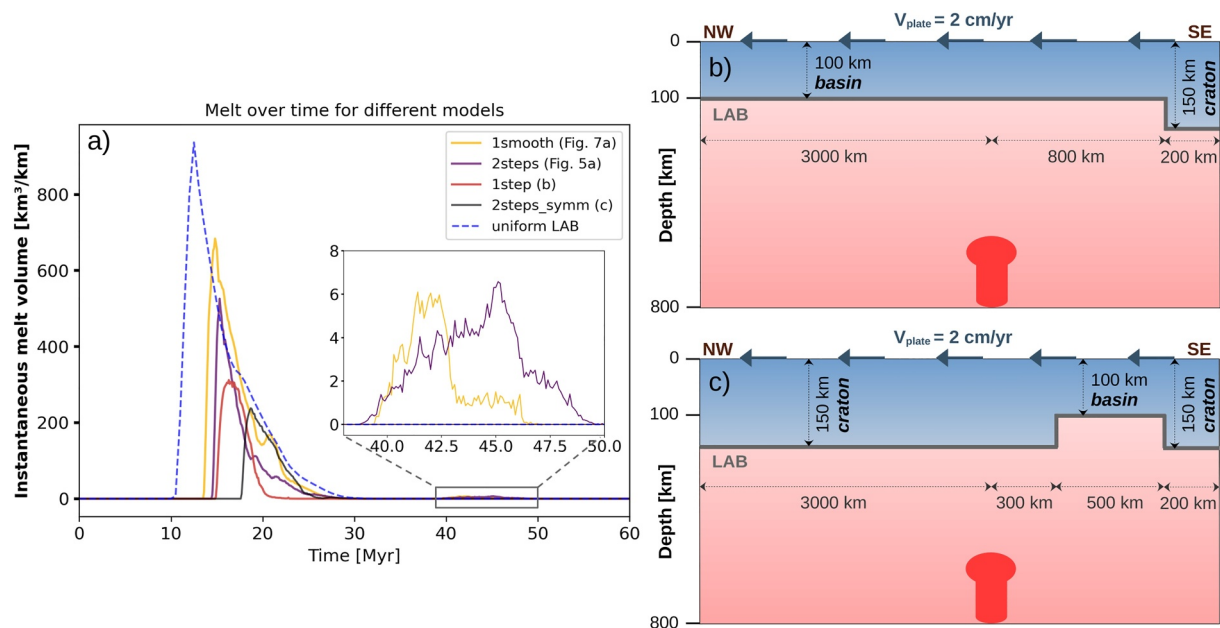 Melt over time for different models
a)
Instantaneous melt volume [km³/km]
800
600
400
200
0
0
10
20
30
40
50
60
Time [Myr]
1smooth (Fig. 7a)
2steps (Fig. 5a)
1step (b)
2steps_symm (c)
uniform LAB
8
6
4
2
0
40.0
42.5
45.0
47.5
50.0
V_plate = 2 cm/yr
NW
SE
0
100
800
Depth [km]
b)
100 km
basin
150 km
craton
LAB
3000 km
800 km
200 km
V_plate = 2 cm/yr
NW
SE
0
100
800
Depth [km]
c)
150 km
craton
100 km
basin
150 km
craton
LAB
3000 km
300 km
500 km
200 km